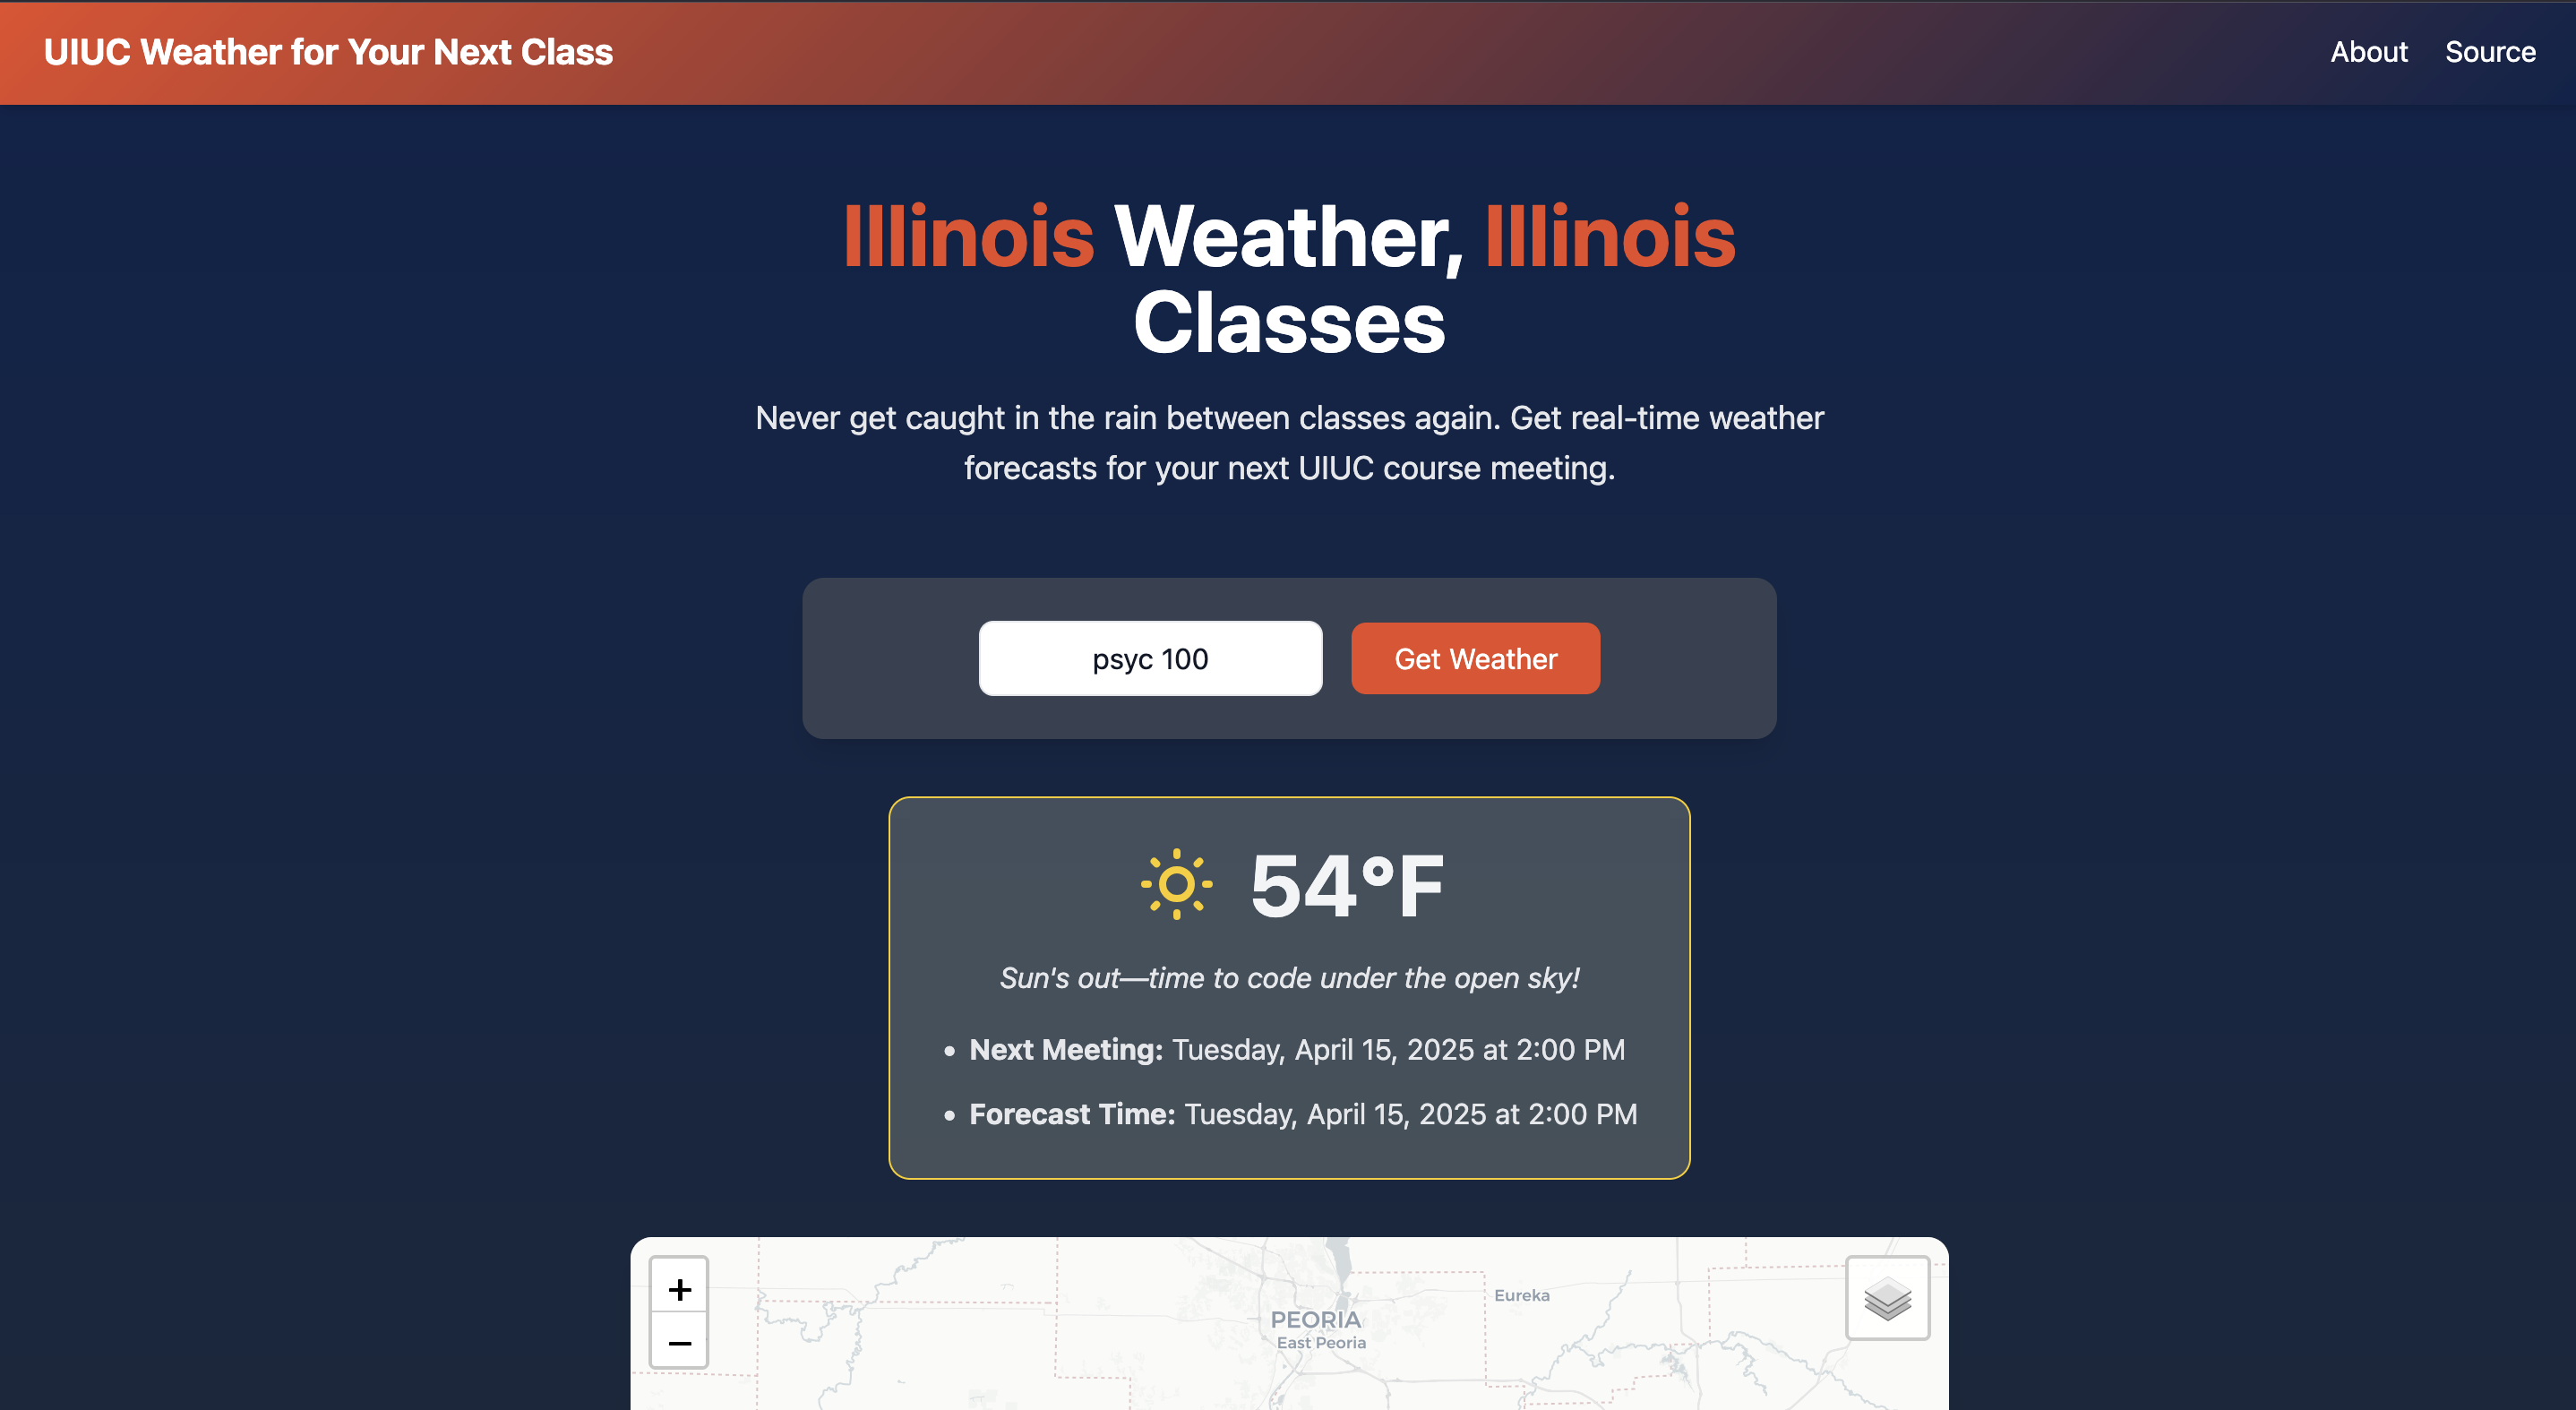 UIUC Weather for Your Next Class
About
Source
Illinois Weather, Illinois
Classes
Never get caught in the rain between classes again. Get real-time weather
forecasts for your next UIUC course meeting.
psyc 100
Get Weather
54°F
Sun's out—time to code under the open sky!
• Next Meeting: Tuesday, April 15, 2025 at 2:00 PM
• Forecast Time: Tuesday, April 15, 2025 at 2:00 PM
+
−
Eureka
PEORIA
East Peoria